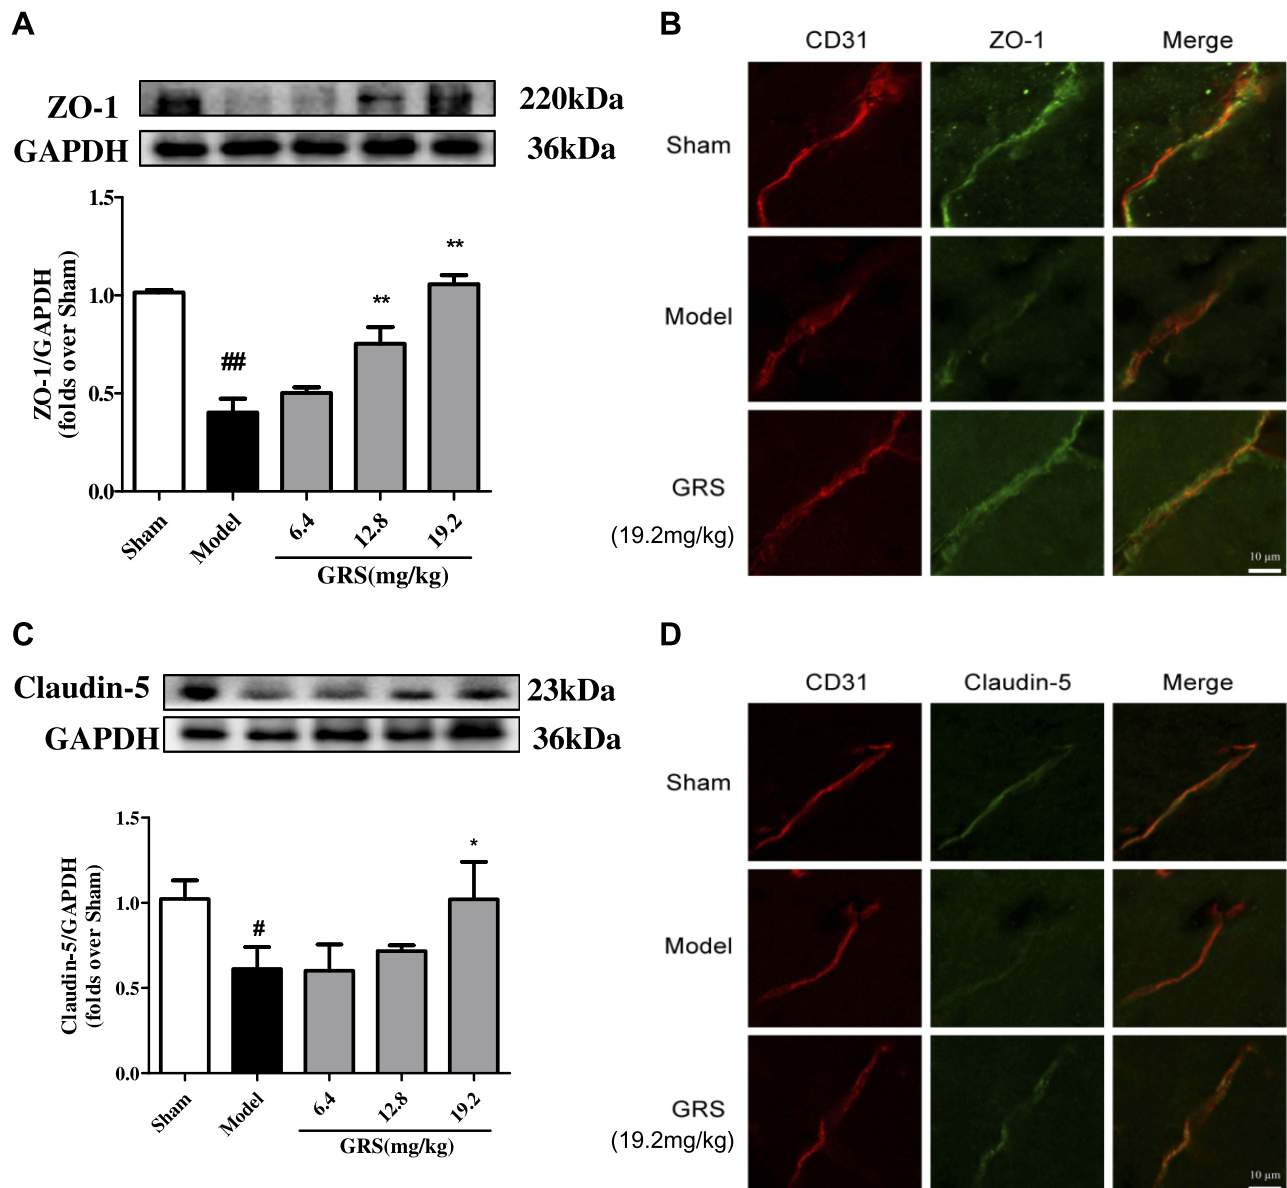 A
ZO-1
220kDa
GAPDH
36kDa
1.5
1.0
0.5
0.0
ZO-1/GAPDH
(folds over Sham)
##
**
**
Sham
Model
6.4
12.8
19.2
GRS(mg/kg)
B
CD31
ZO-1
Merge
Sham
Model
GRS
(19.2mg/kg)
10 μm
C
Claudin-5
23kDa
GAPDH
36kDa
1.5
1.0
0.5
0.0
Claudin-5/GAPDH
(folds over Sham)
#
*
Sham
Model
6.4
12.8
19.2
GRS(mg/kg)
D
CD31
Claudin-5
Merge
Sham
Model
GRS
(19.2mg/kg)
10 μm